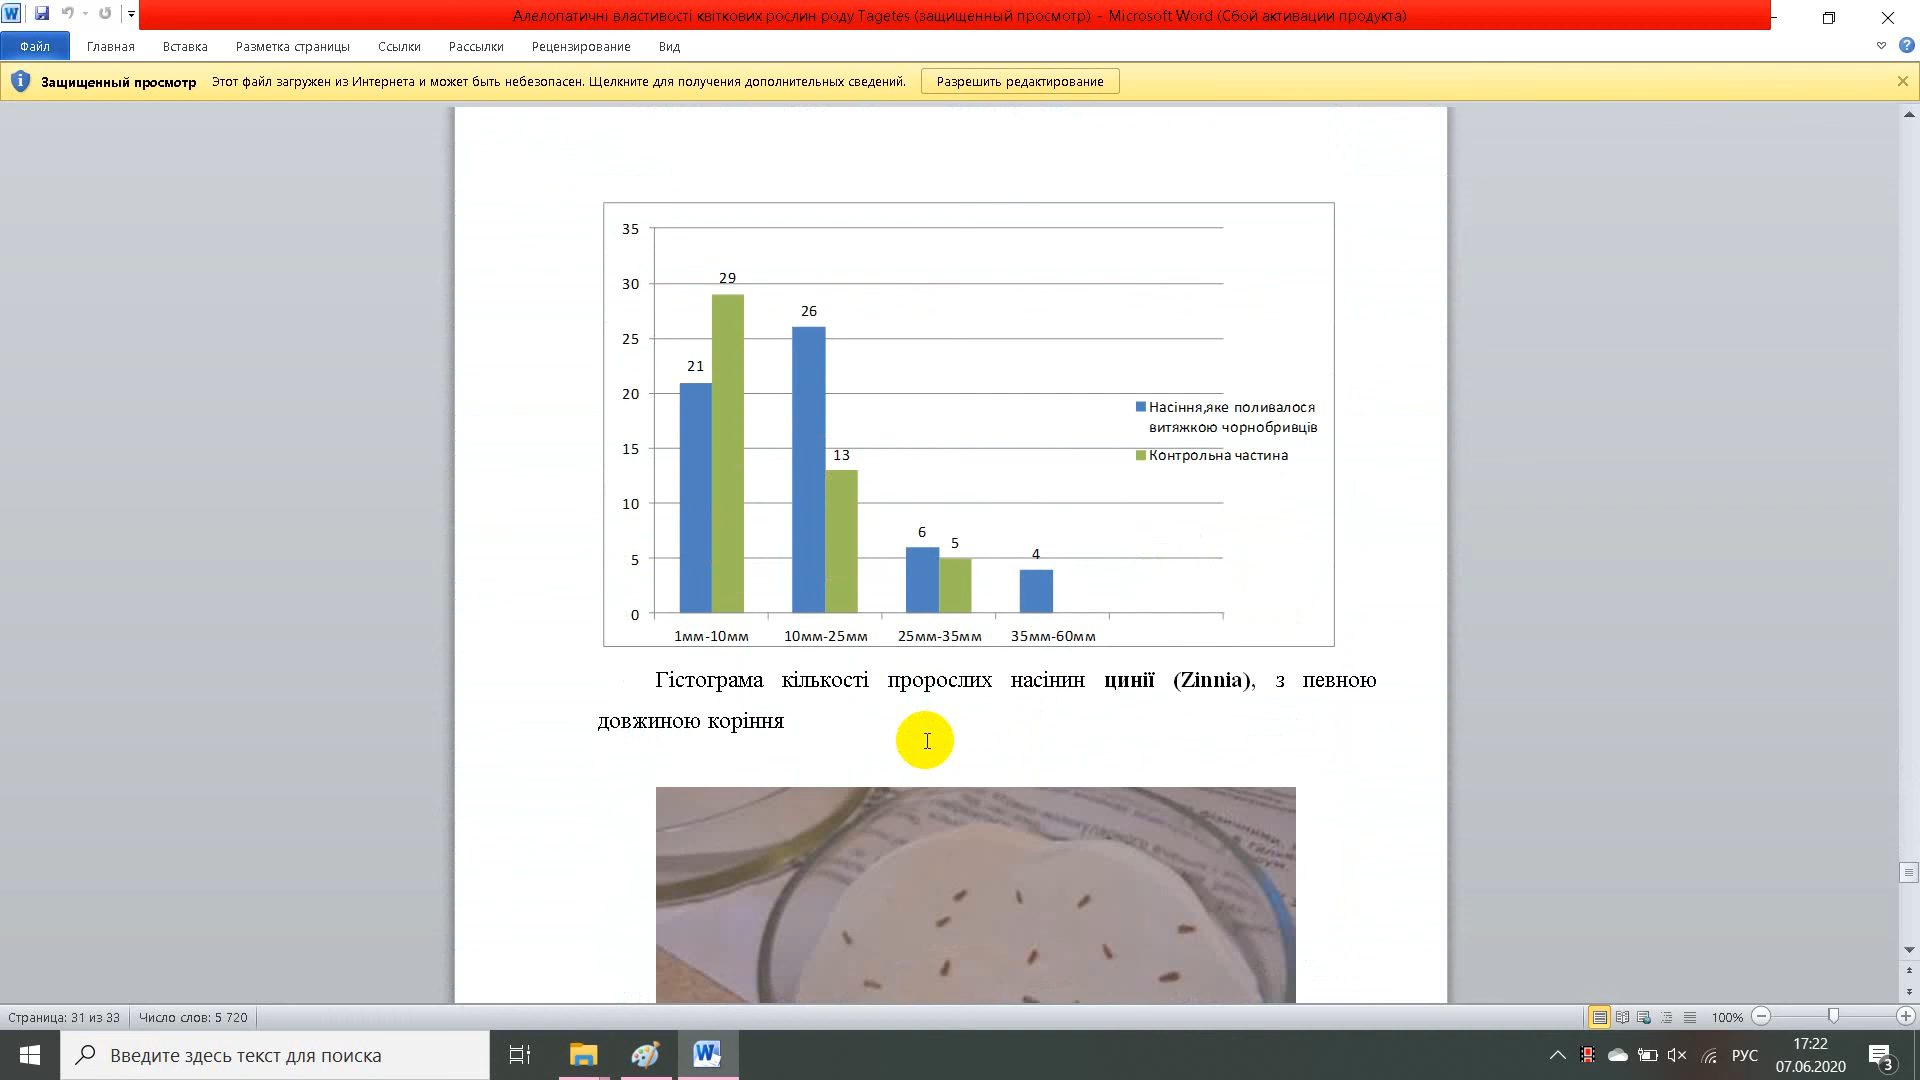 Алелопатичні властивості квіткових рослин роду Tagetes (защищенный просмотр) - Microsoft Word (Сбой активации продукта)
Файл Главная Вставка Разметка страницы Ссылки Рассылки Рецензирование Вид
Защищенный просмотр Этот файл загружен из Интернета и может быть небезопасен. Щелкните для получения дополнительных сведений. Разрешить редактирование
35
30
25
20
15
10
5
0
29
26
21
13
6
5
4
Насіння,яке поливалося
витяжкою чорнобривців
Контрольна частина
1мм-10мм 10мм-25мм 25мм-35мм 35мм-60мм
Гістограма кількості пророслих насінин цинії (Zinnia), з певною
довжиною коріння
Страница: 31 из 33 Число слов: 5 720 100%
Введите здесь текст для поиска
РУС
17:22
07.06.2020
3